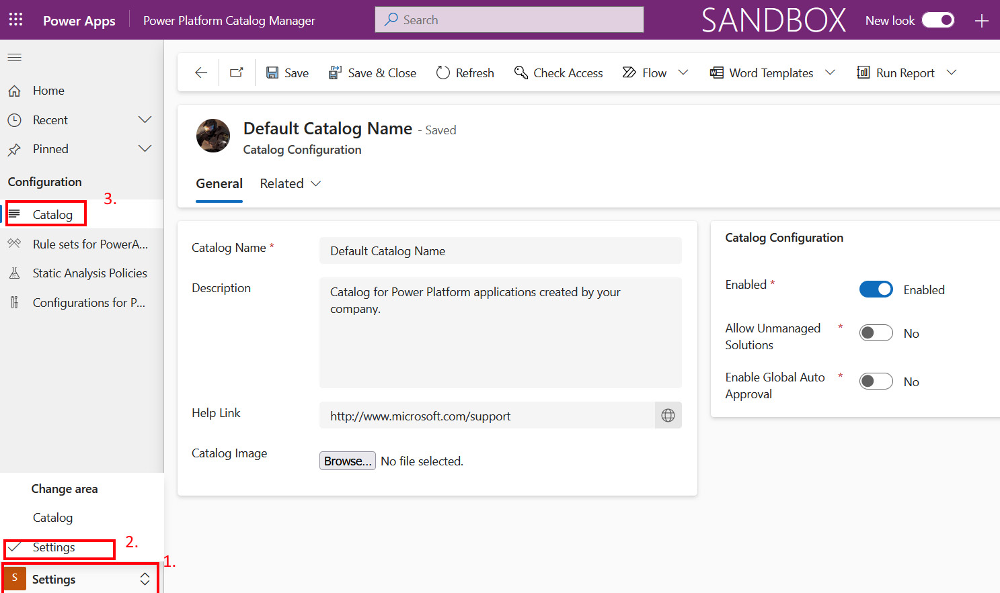 Power Apps
Power Platform Catalog Manager
Search
SANDBOX
New look
Home
Recent
Pinned
Configuration
3.
Catalog
Rule sets for PowerA...
Static Analysis Policies
Configurations for P...
Change area
Catalog
2.
Settings
1.
S
Settings
Save
Save & Close
Refresh
Check Access
Flow
Word Templates
Run Report
Default Catalog Name - Saved
Catalog Configuration
General
Related
Catalog Name *
Default Catalog Name
Description
Catalog for Power Platform applications created by your
company.
Help Link
http://www.microsoft.com/support
Catalog Image
Browse... No file selected.
Catalog Configuration
Enabled *
Enabled
Allow Unmanaged *
Solutions
No
Enable Global Auto *
Approval
No